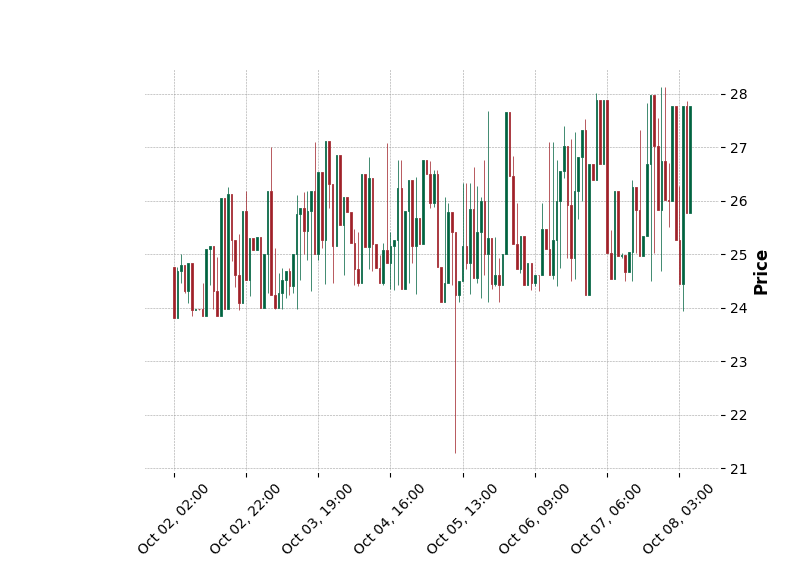 28
27
26
25
24
23
22
21
Price
Oct 02, 02:00
Oct 02, 22:00
Oct 03, 19:00
Oct 04, 16:00
Oct 05, 13:00
Oct 06, 09:00
Oct 07, 06:00
Oct 08, 03:00